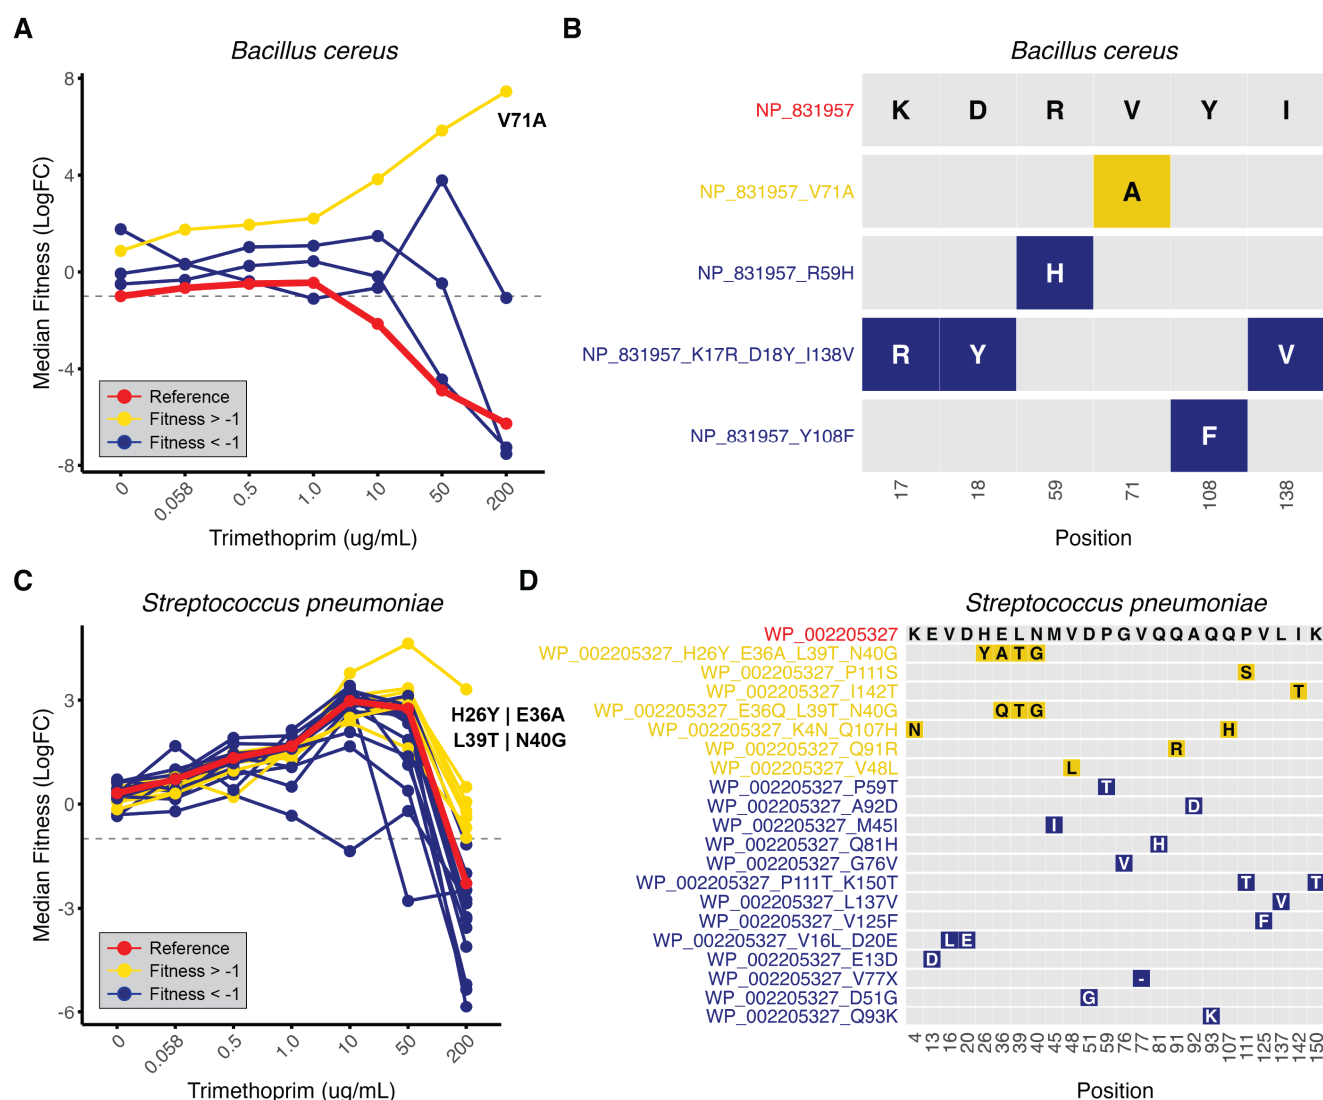 A
Bacillus cereus
Median Fitness (LogFC)
8
4
0
-4
-8
V71A
Reference
Fitness > -1
Fitness < -1
0
0.058
0.5
1.0
10
50
200
Trimethoprim (ug/mL)
B
Bacillus cereus
NP_831957 K D R V Y I
NP_831957_V71A A
NP_831957_R59H H
NP_831957_K17R_D18Y_I138V R Y V
NP_831957_Y108F F
17 18 59 71 108 138
Position
C
Streptococcus pneumoniae
Median Fitness (LogFC)
3
0
-3
-6
H26Y | E36A
L39T | N40G
Reference
Fitness > -1
Fitness < -1
0
0.058
0.5
1.0
10
50
200
Trimethoprim (ug/mL)
D
Streptococcus pneumoniae
WP_002205327 K E V D H E L N M V D P G V Q Q A Q Q P V L I K
WP_002205327_H26Y_E36A_L39T_N40G Y A T G
WP_002205327_P111S S
WP_002205327_I142T T
WP_002205327_E36Q_L39T_N40G Q T G
WP_002205327_K4N_Q107H N H
WP_002205327_Q91R R
WP_002205327_V48L L
WP_002205327_P59T T
WP_002205327_A92D D
WP_002205327_M45I I
WP_002205327_Q81H H
WP_002205327_G76V V
WP_002205327_P111T_K150T T T
WP_002205327_L137V V
WP_002205327_V125F F
WP_002205327_V16L_D20E L E
WP_002205327_E13D D
WP_002205327_V77X -
WP_002205327_D51G G
WP_002205327_Q93K K
4 13 16 20 26 36 39 40 45 48 51 59 76 77 81 91 92 93 107 111 125 137 142 150
Position